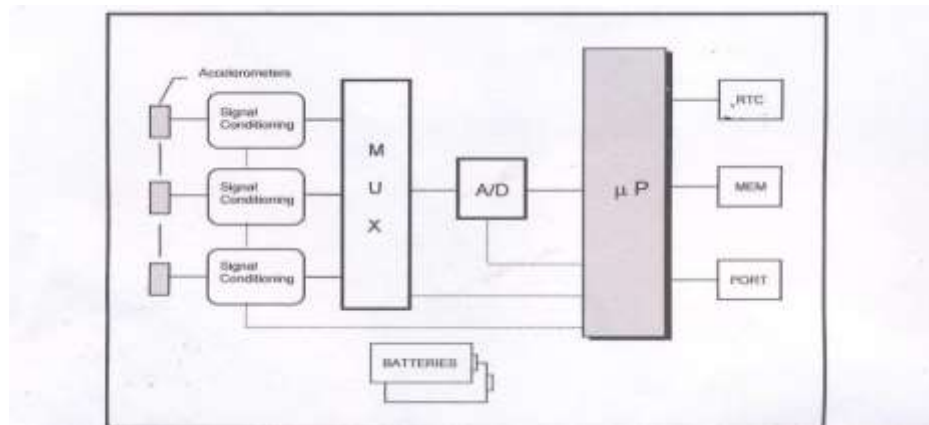 Accelerometers
Signal
Conditioning
Signal
Conditioning
Signal
Conditioning
M
U
X
A/D
μ P
RTC
MEM
PORT
BATTERIES